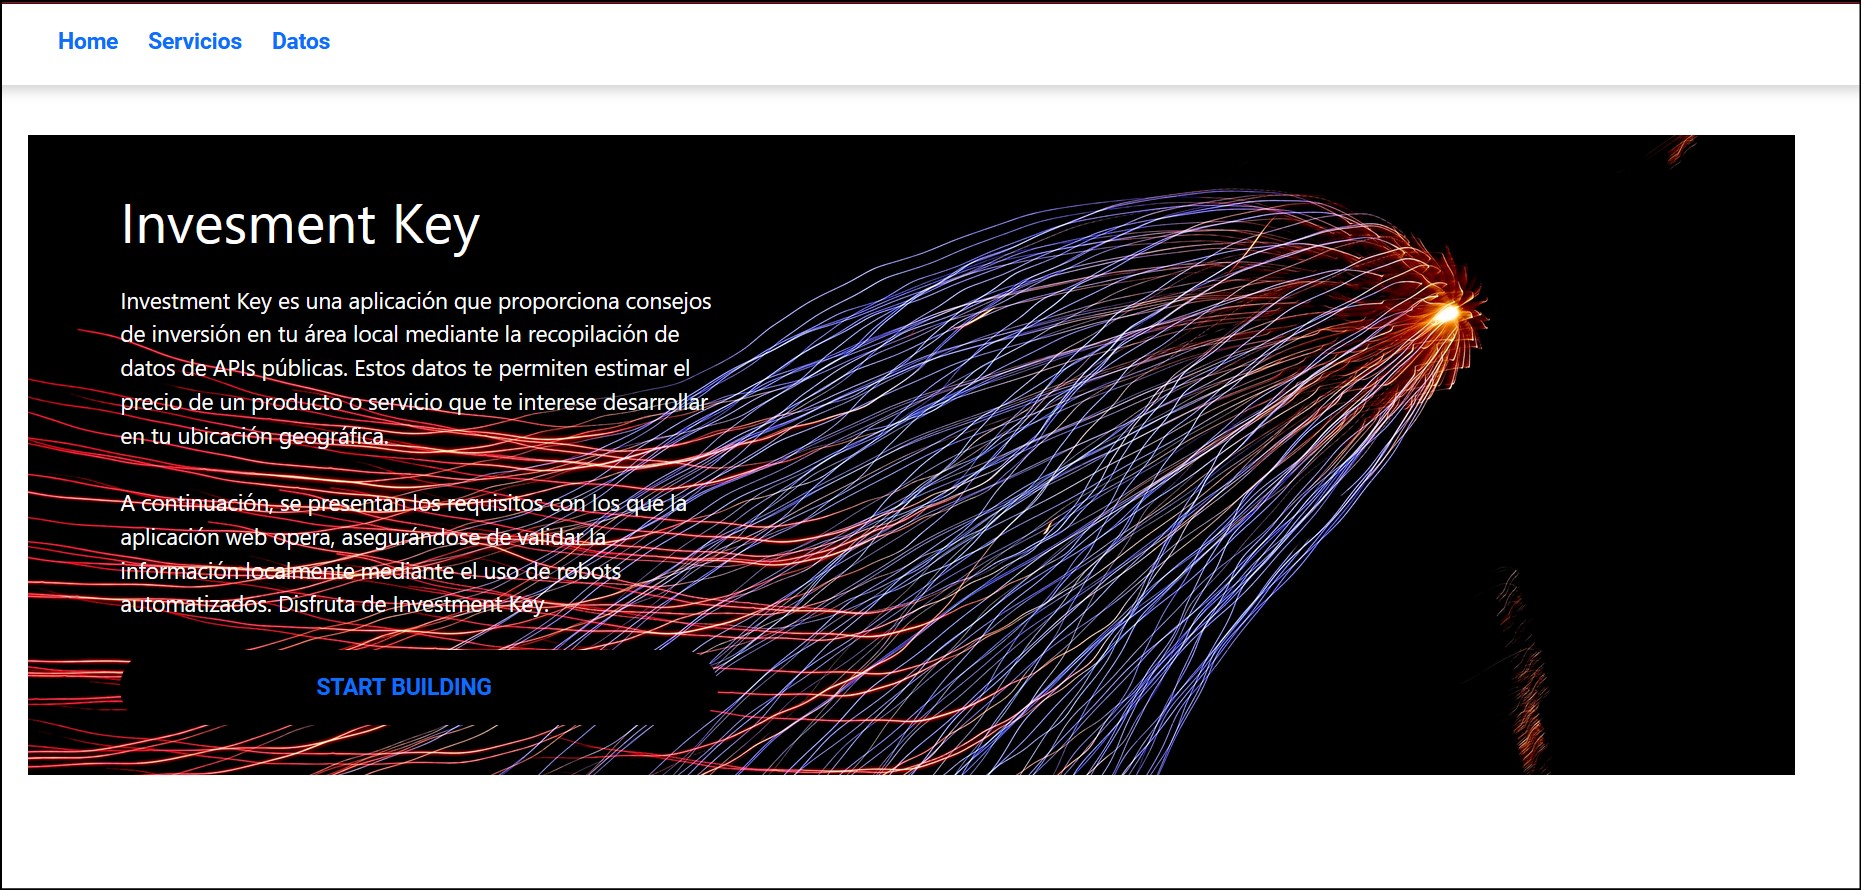 Home Servicios Datos
Invesment Key
Investment Key es una aplicación que proporciona consejos
de inversión en tu área local mediante la recopilación de
datos de APIs públicas. Estos datos te permiten estimar el
precio de un producto o servicio que te interese desarrollar
en tu ubicación geográfica.
A continuación, se presentan los requisitos con los que la
aplicación web opera, asegurándose de validar la
información localmente mediante el uso de robots
automatizados. Disfruta de Investment Key.
START BUILDING